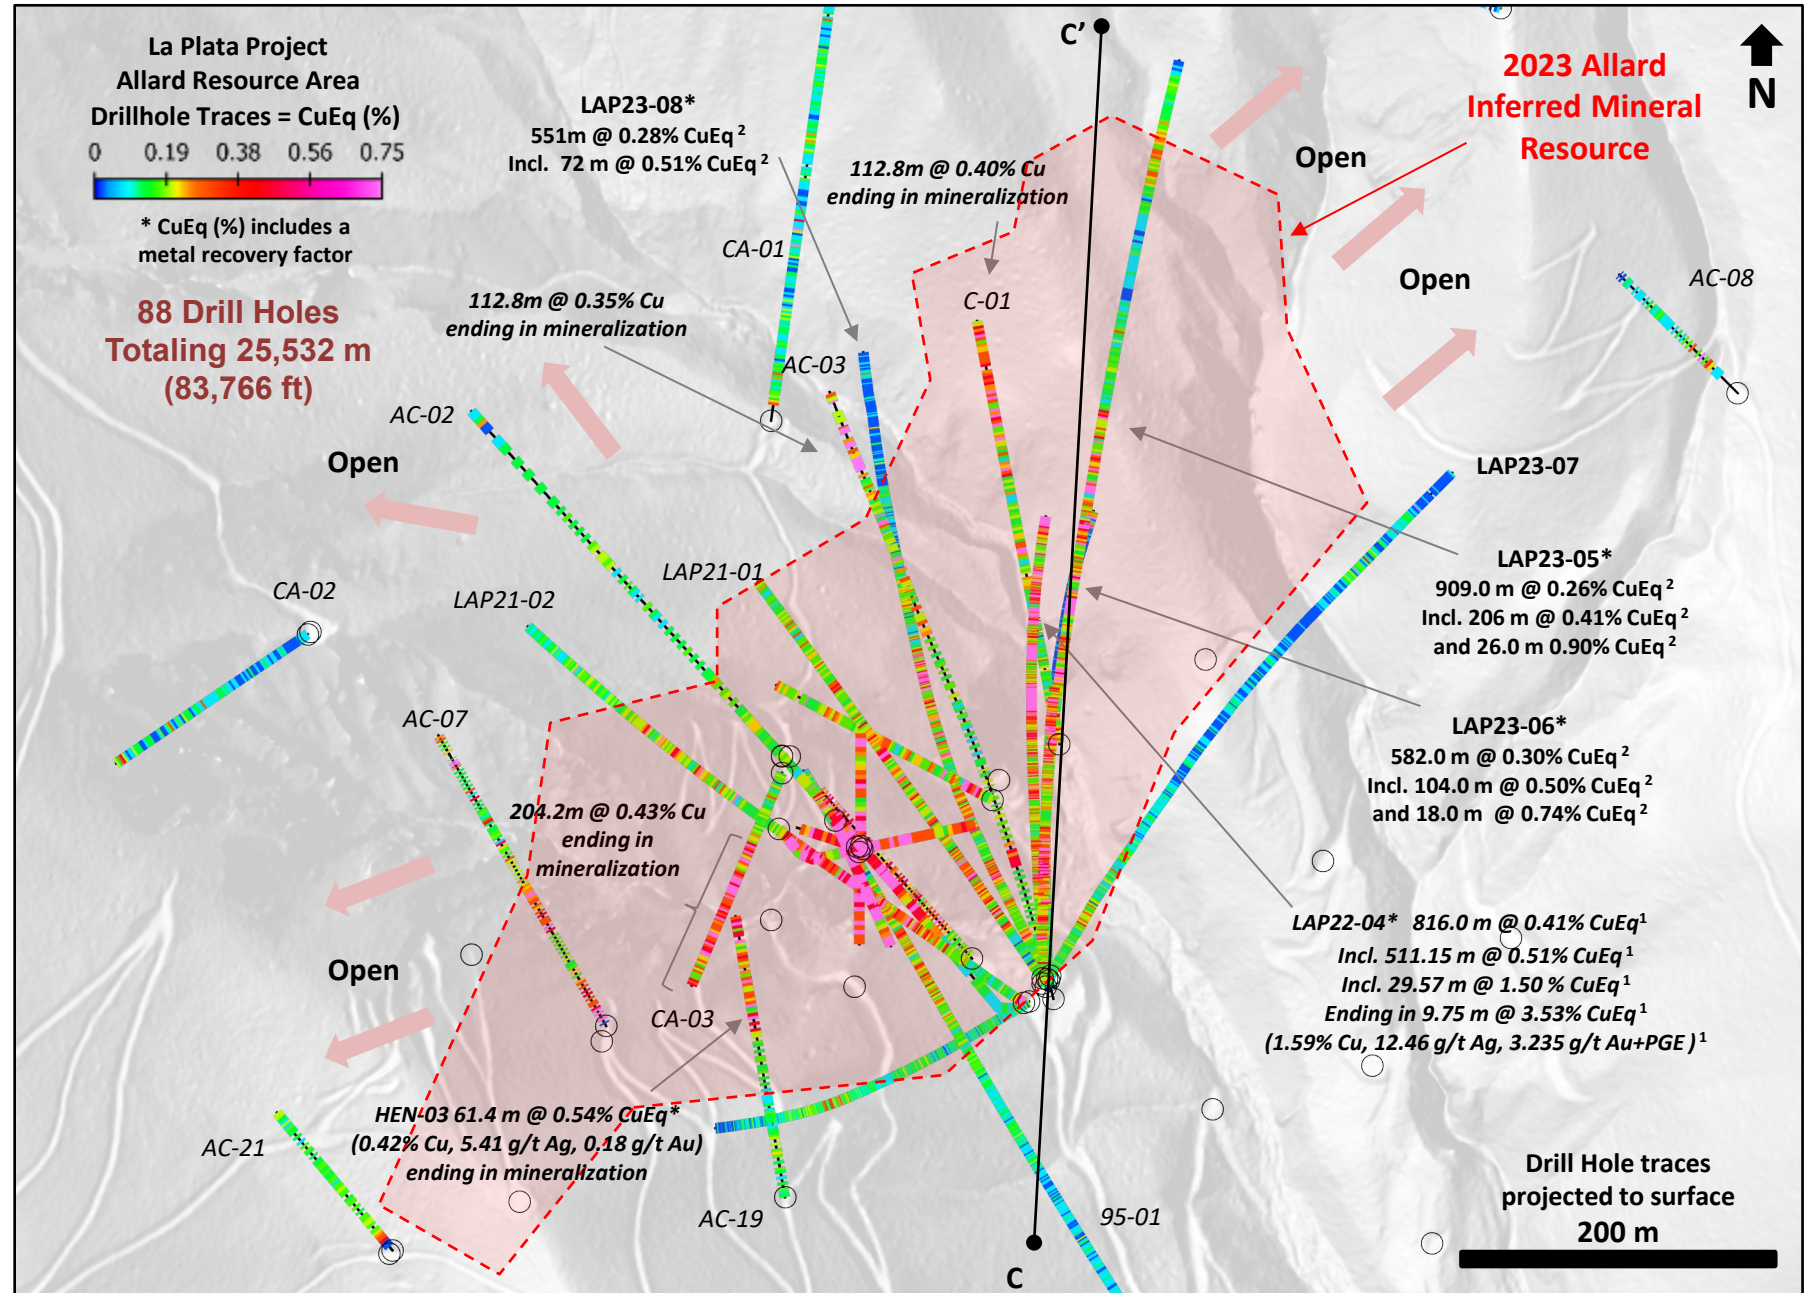 La Plata Project
Allard Resource Area
Drillhole Traces = CuEq (%)
0 0.19 0.38 0.56 0.75
* CuEq (%) includes a
metal recovery factor
88 Drill Holes
Totaling 25,532 m
(83,766 ft)
LAP23-08*
551m @ 0.28% CuEq 2
Incl. 72 m @ 0.51% CuEq 2
C'
N
2023 Allard
Inferred Mineral
Resource
112.8m @ 0.40% Cu
ending in mineralization
Open
CA-01
Open
AC-08
112.8m @ 0.35% Cu
ending in mineralization
C-01
AC-03
AC-02
Open
LAP23-07
LAP23-05*
909.0 m @ 0.26% CuEq 2
Incl. 206 m @ 0.41% CuEq 2
and 26.0 m 0.90% CuEq 2
CA-02
LAP21-02
LAP21-01
AC-07
LAP23-06*
582.0 m @ 0.30% CuEq 2
Incl. 104.0 m @ 0.50% CuEq 2
and 18.0 m @ 0.74% CuEq 2
204.2m @ 0.43% Cu
ending in
mineralization
LAP22-04* 816.0 m @ 0.41% CuEq1
Incl. 511.15 m @ 0.51% CuEq 1
Incl. 29.57 m @ 1.50 % CuEq 1
Ending in 9.75 m @ 3.53% CuEq 1
(1.59% Cu, 12.46 g/t Ag, 3.235 g/t Au+PGE ) 1
Open
CA-03
HEN-03 61.4 m @ 0.54% CuEq*
(0.42% Cu, 5.41 g/t Ag, 0.18 g/t Au)
ending in mineralization
AC-21
AC-19
95-01
C
Drill Hole traces
projected to surface
200 m